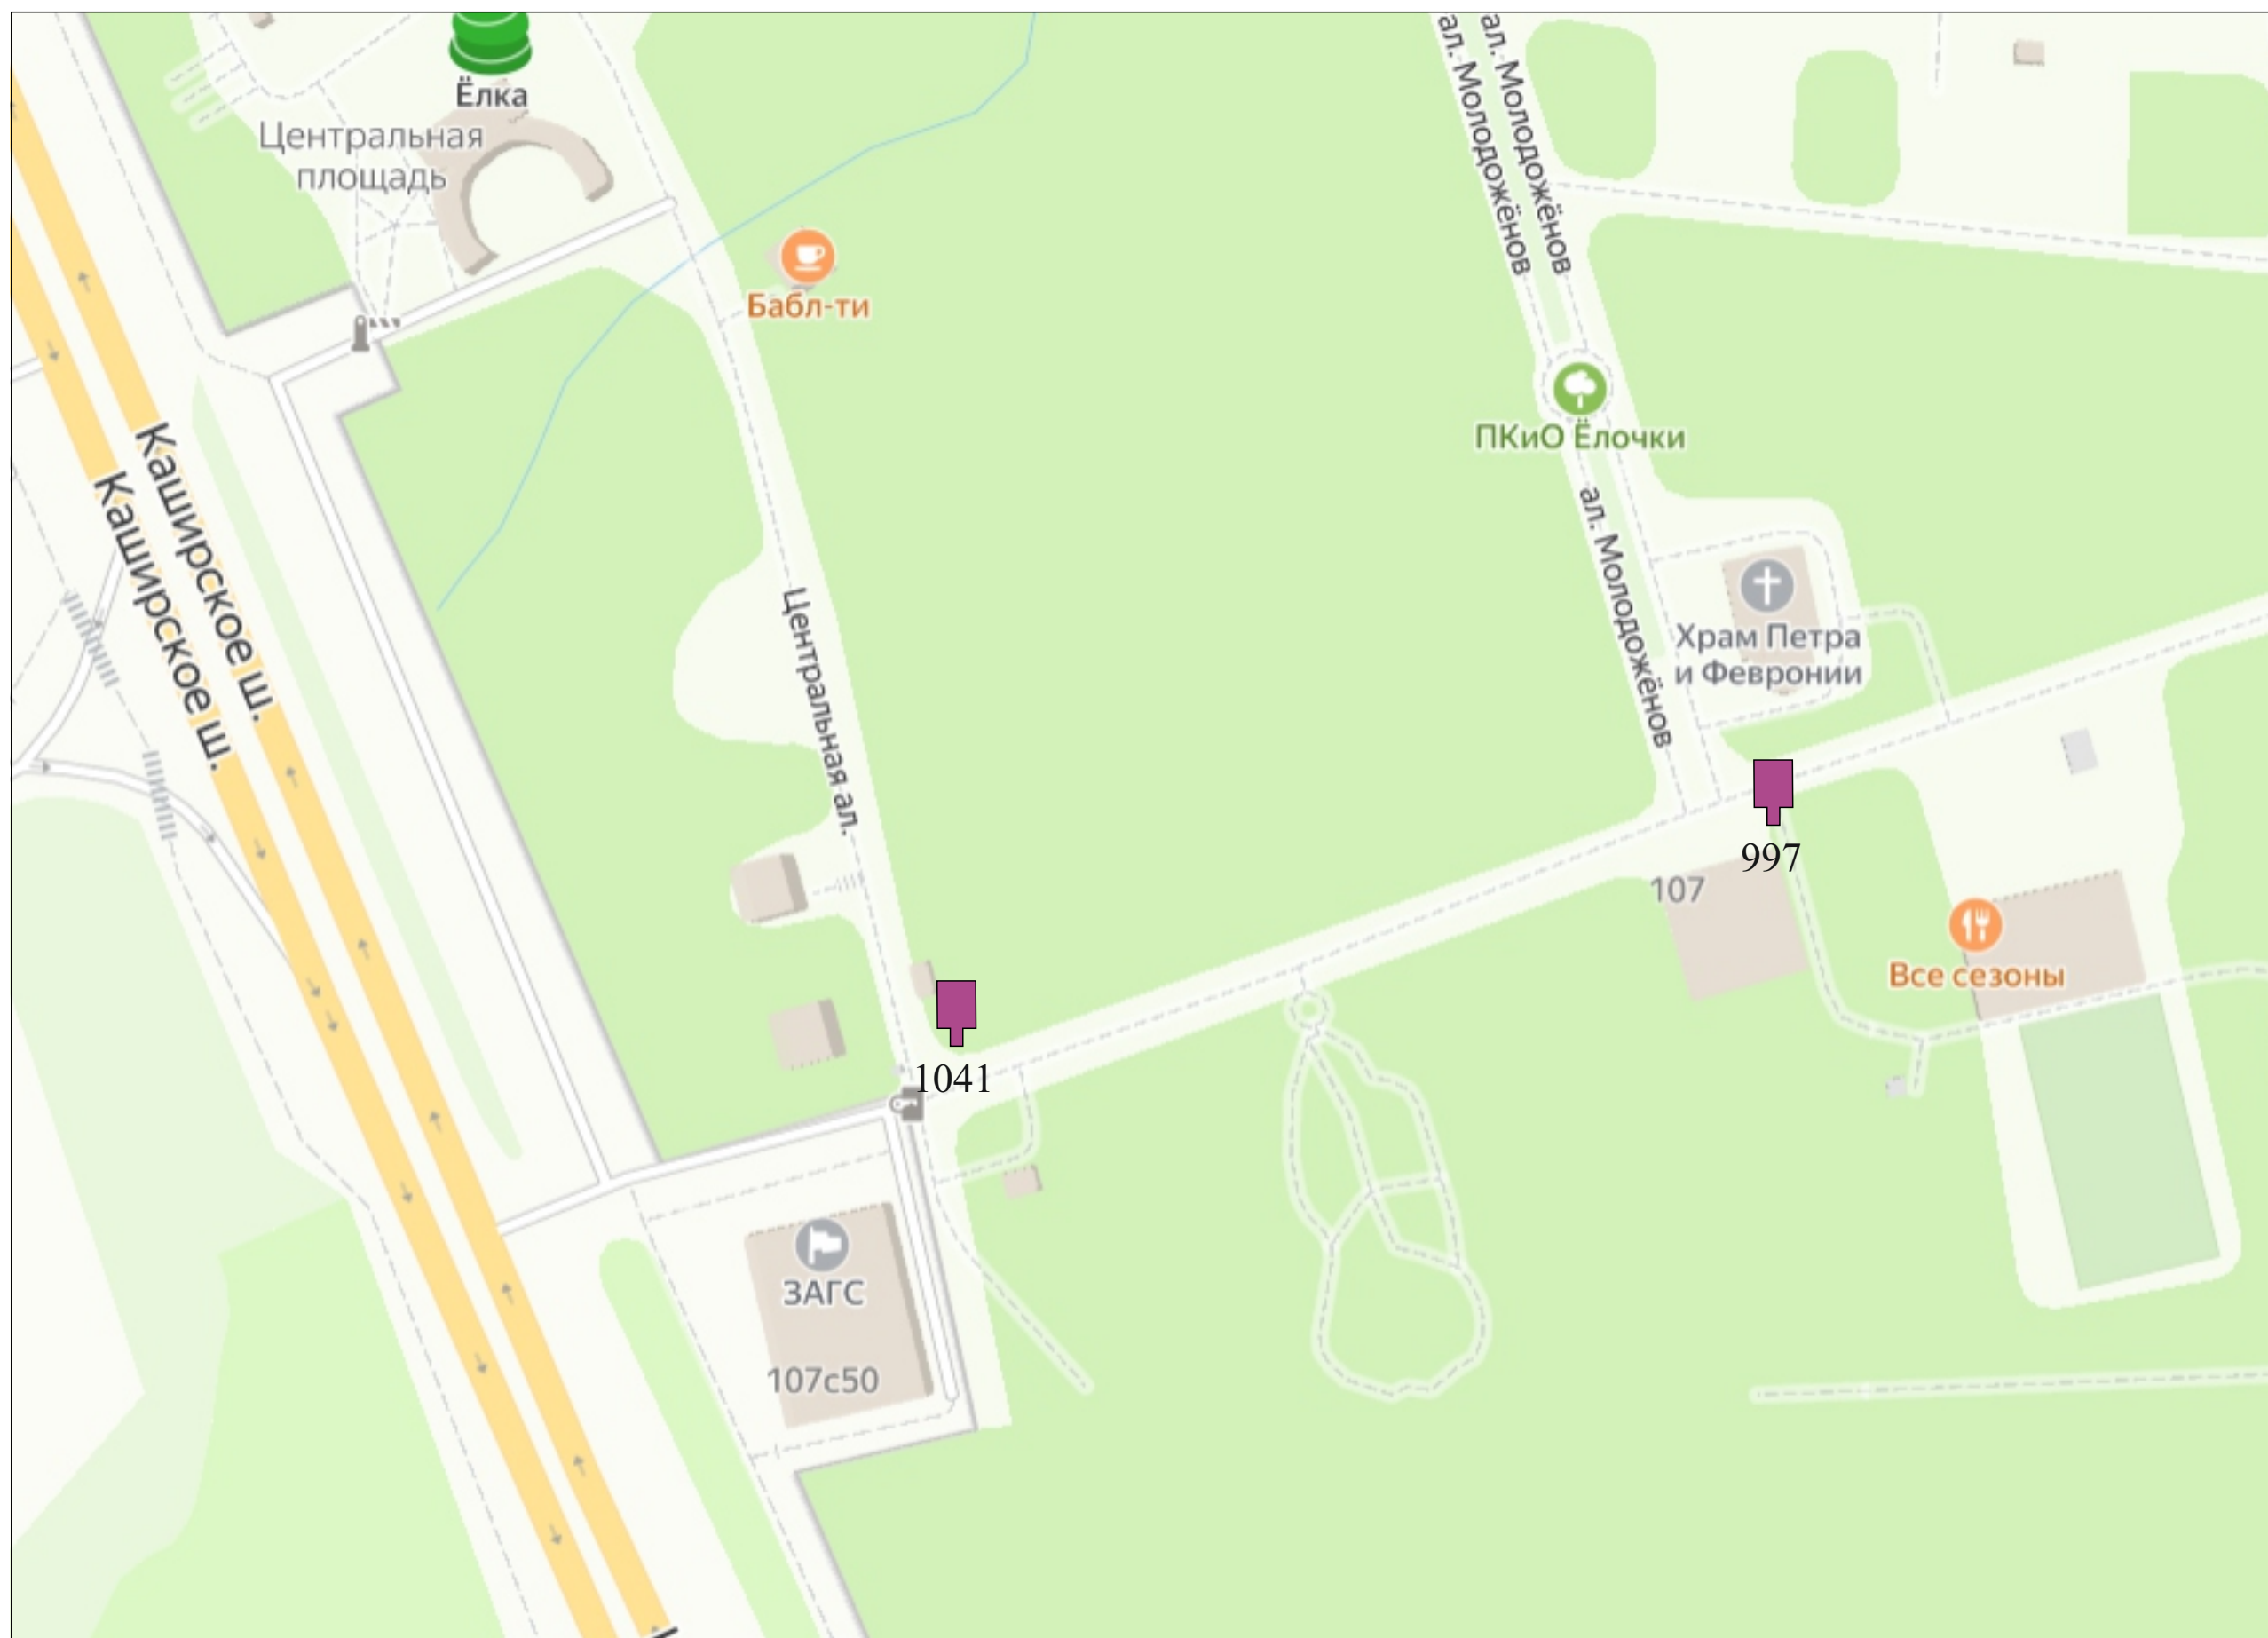 Ёлка
Центральная
площадь
Бабл-ти
ал. Молодожёнов
ал. Молодожёнов
ПКиО Ёлочки
ал. Молодожёнов
Каширское ш.
Каширское ш.
Центральная ал.
Храм Петра
и Февронии
997
107
Все сезоны
1041
ЗАГС
107с50